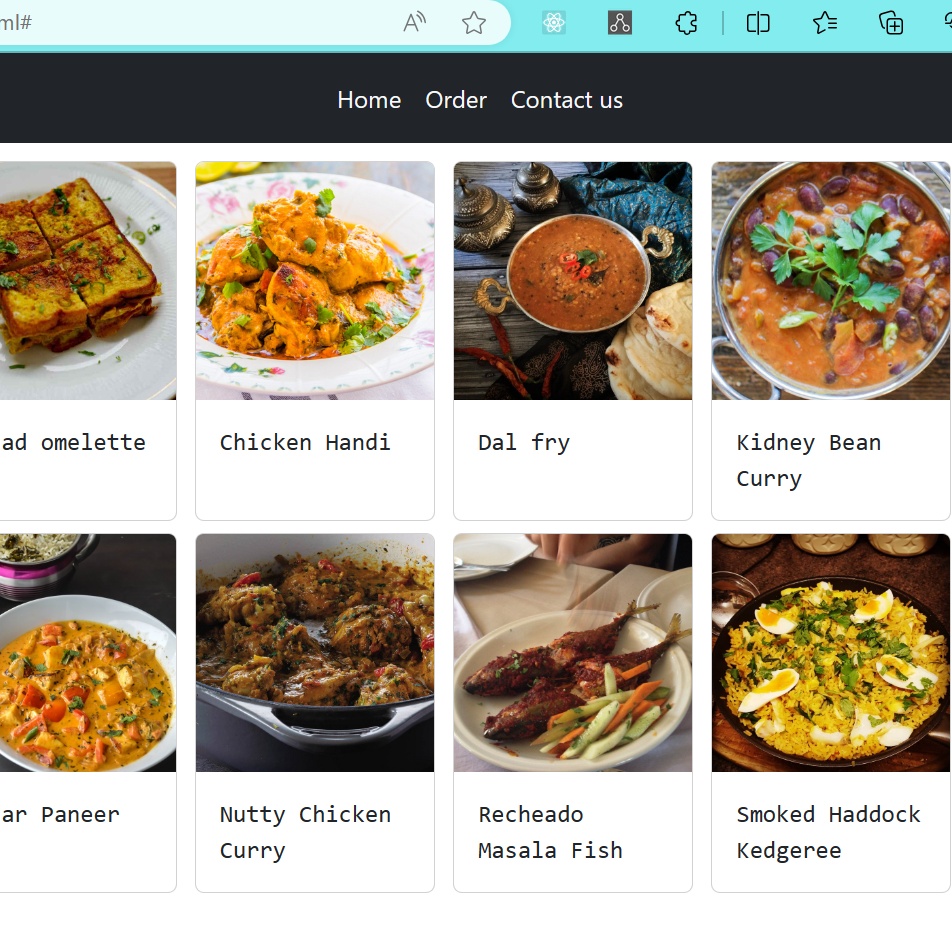 ml#
Home Order Contact us
ad omelette
Chicken Handi
Dal fry
Kidney Bean
Curry
ar Paneer
Nutty Chicken
Curry
Recheado
Masala Fish
Smoked Haddock
Kedgeree